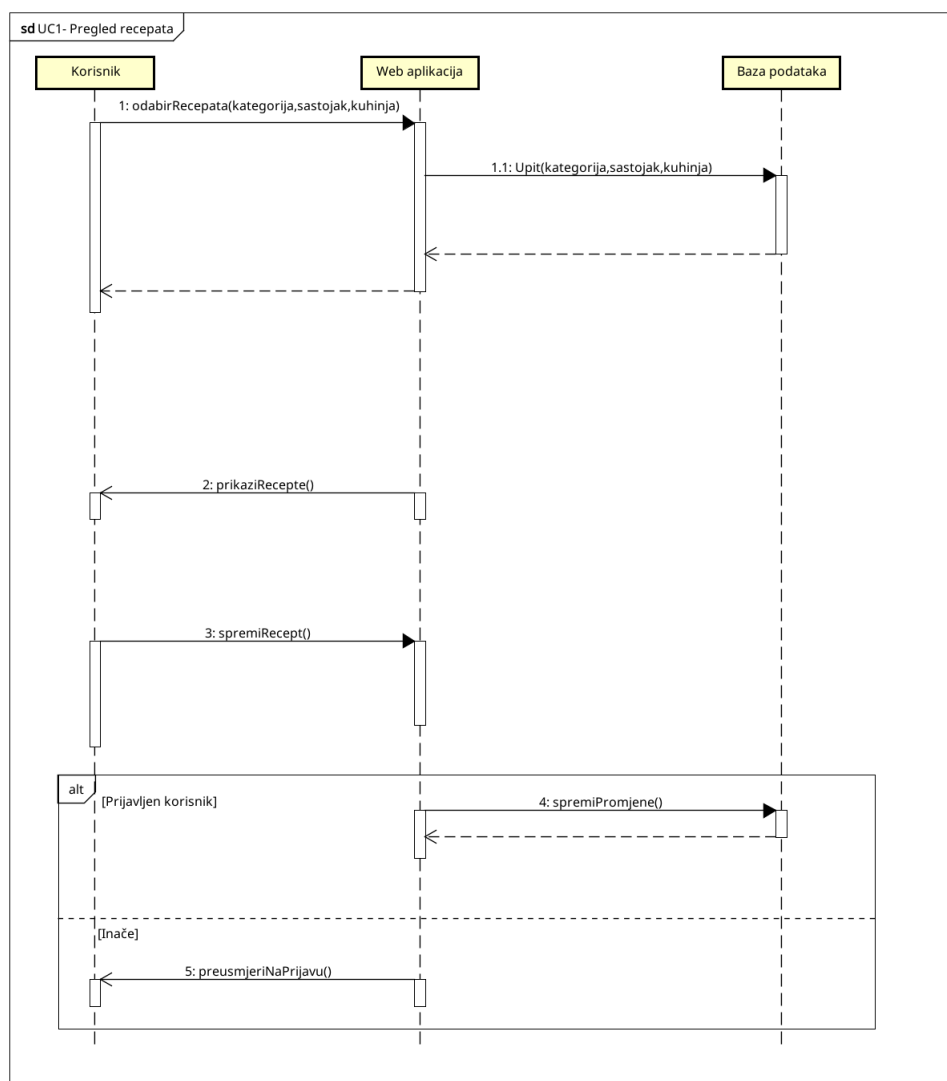 sd UC1- Pregled recepata
Korisnik
Web aplikacija
Baza podataka
1: odabirRecepata(kategorija,sastojak,kuhinja)
1.1: Upit(kategorija,sastojak,kuhinja)
2: prikaziRecepte()
3: spremiRecept()
alt
[Prijavljen korisnik]
4: spremiPromjene()
[Inače]
5: preusmjeriNaPrijavu()